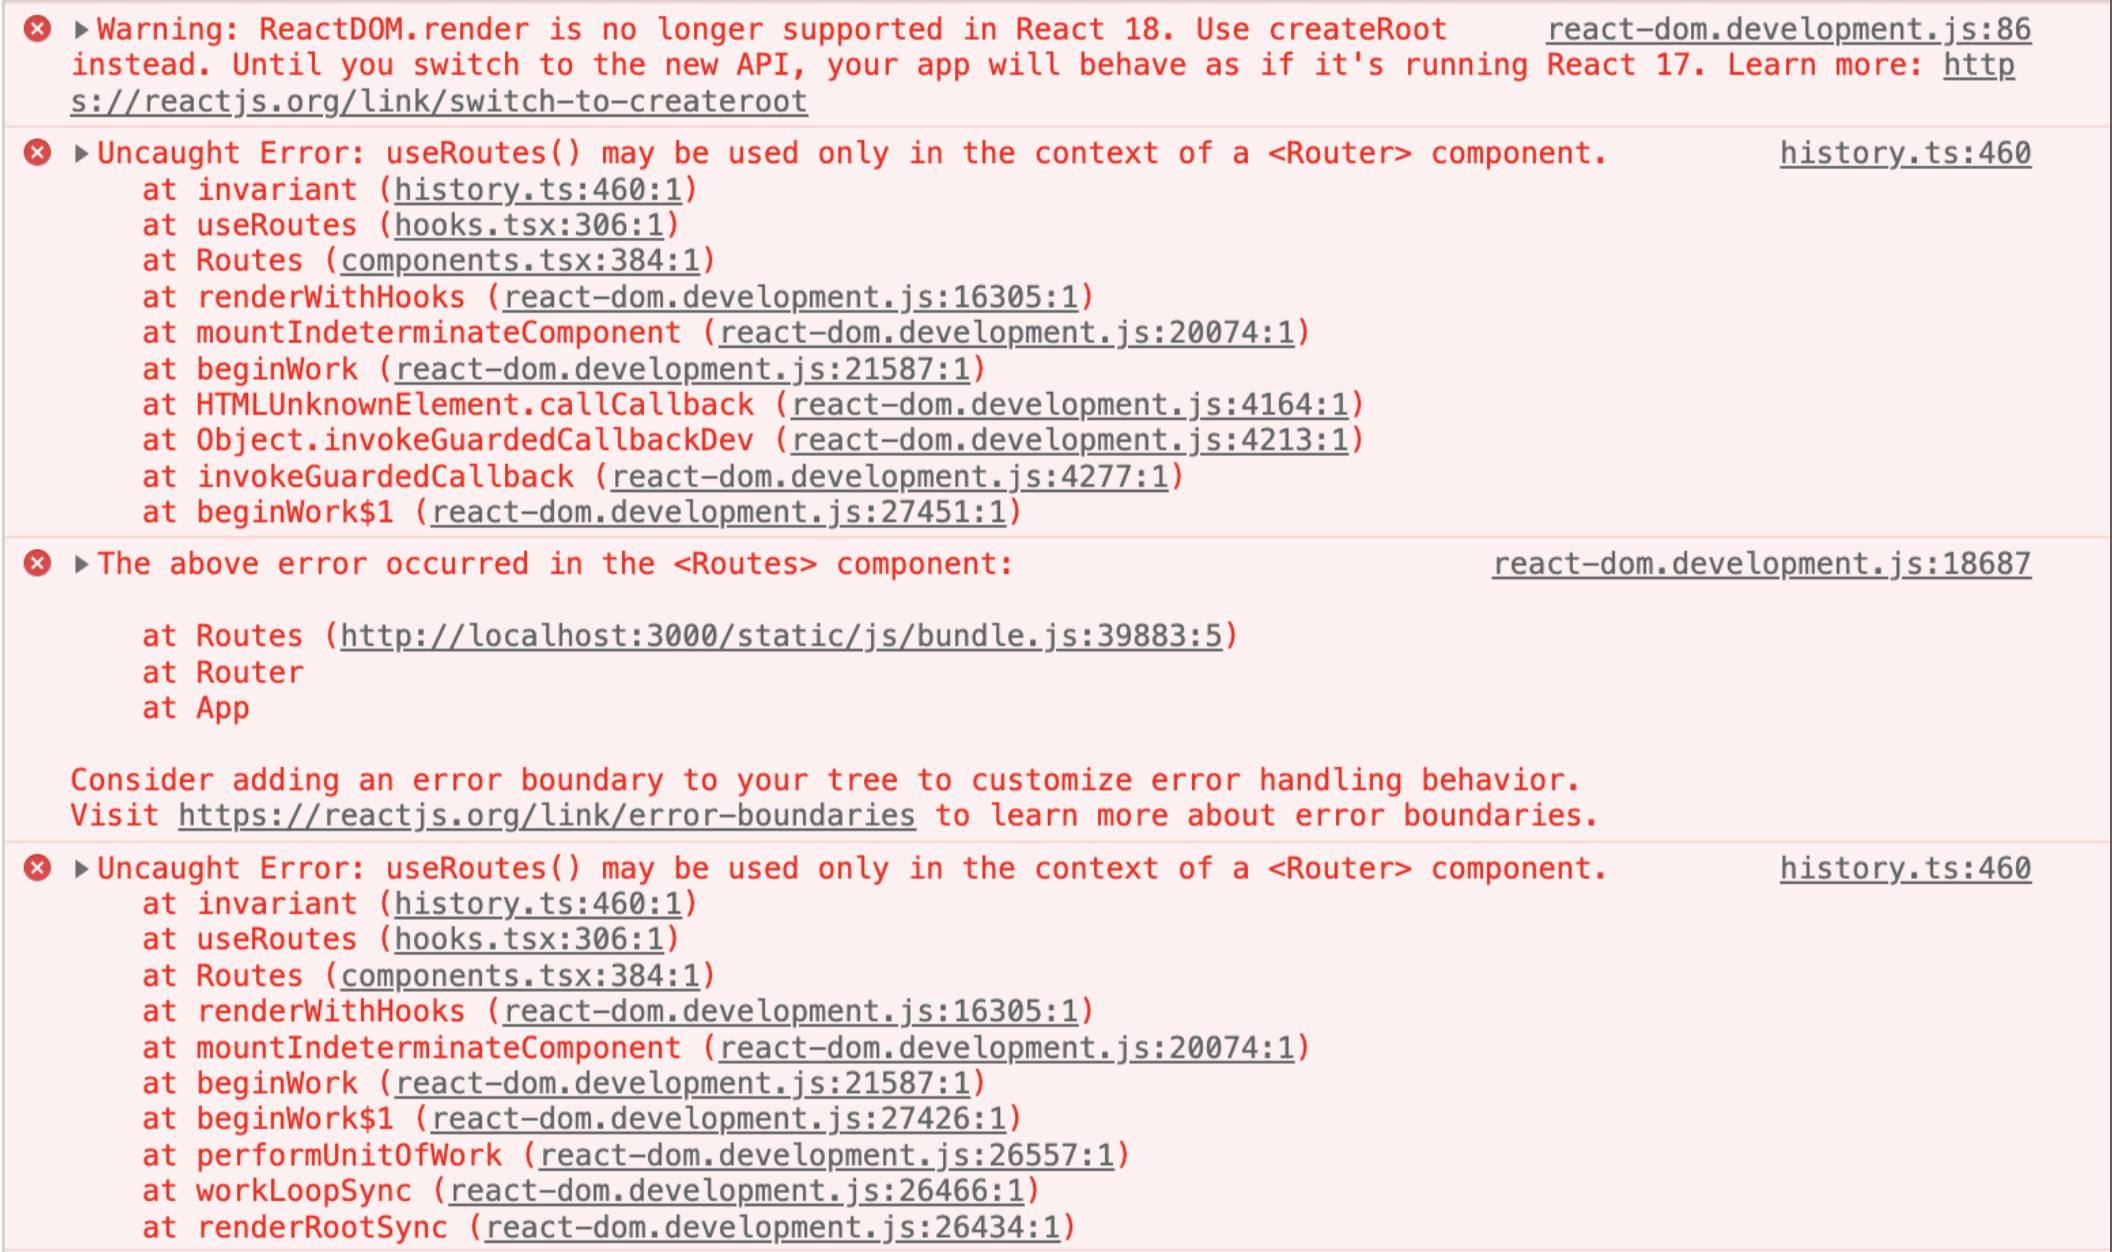 Warning: ReactDOM.render is no longer supported in React 18. Use createRoot react-dom.development.js:86
instead. Until you switch to the new API, your app will behave as if it's running React 17. Learn more: http
s://reactjs.org/link/switch-to-createroot
Uncaught Error: useRoutes() may be used only in the context of a <Router> component. history.ts:460
at invariant (history.ts:460:1)
at useRoutes (hooks.tsx:306:1)
at Routes (components.tsx:384:1)
at renderWithHooks (react-dom.development.js:16305:1)
at mountIndeterminateComponent (react-dom.development.js:20074:1)
at beginWork (react-dom.development.js:21587:1)
at HTMLUnknownElement.callCallback (react-dom.development.js:4164:1)
at Object.invokeGuardedCallbackDev (react-dom.development.js:4213:1)
at invokeGuardedCallback (react-dom.development.js:4277:1)
at beginWork$1 (react-dom.development.js:27451:1)
The above error occurred in the <Routes> component: react-dom.development.js:18687
at Routes (http://localhost:3000/static/js/bundle.js:39883:5)
at Router
at App
Consider adding an error boundary to your tree to customize error handling behavior.
Visit https://reactjs.org/link/error-boundaries to learn more about error boundaries.
Uncaught Error: useRoutes() may be used only in the context of a <Router> component. history.ts:460
at invariant (history.ts:460:1)
at useRoutes (hooks.tsx:306:1)
at Routes (components.tsx:384:1)
at renderWithHooks (react-dom.development.js:16305:1)
at mountIndeterminateComponent (react-dom.development.js:20074:1)
at beginWork (react-dom.development.js:21587:1)
at beginWork$1 (react-dom.development.js:27426:1)
at performUnitOfWork (react-dom.development.js:26557:1)
at workLoopSync (react-dom.development.js:26466:1)
at renderRootSync (react-dom.development.js:26434:1)